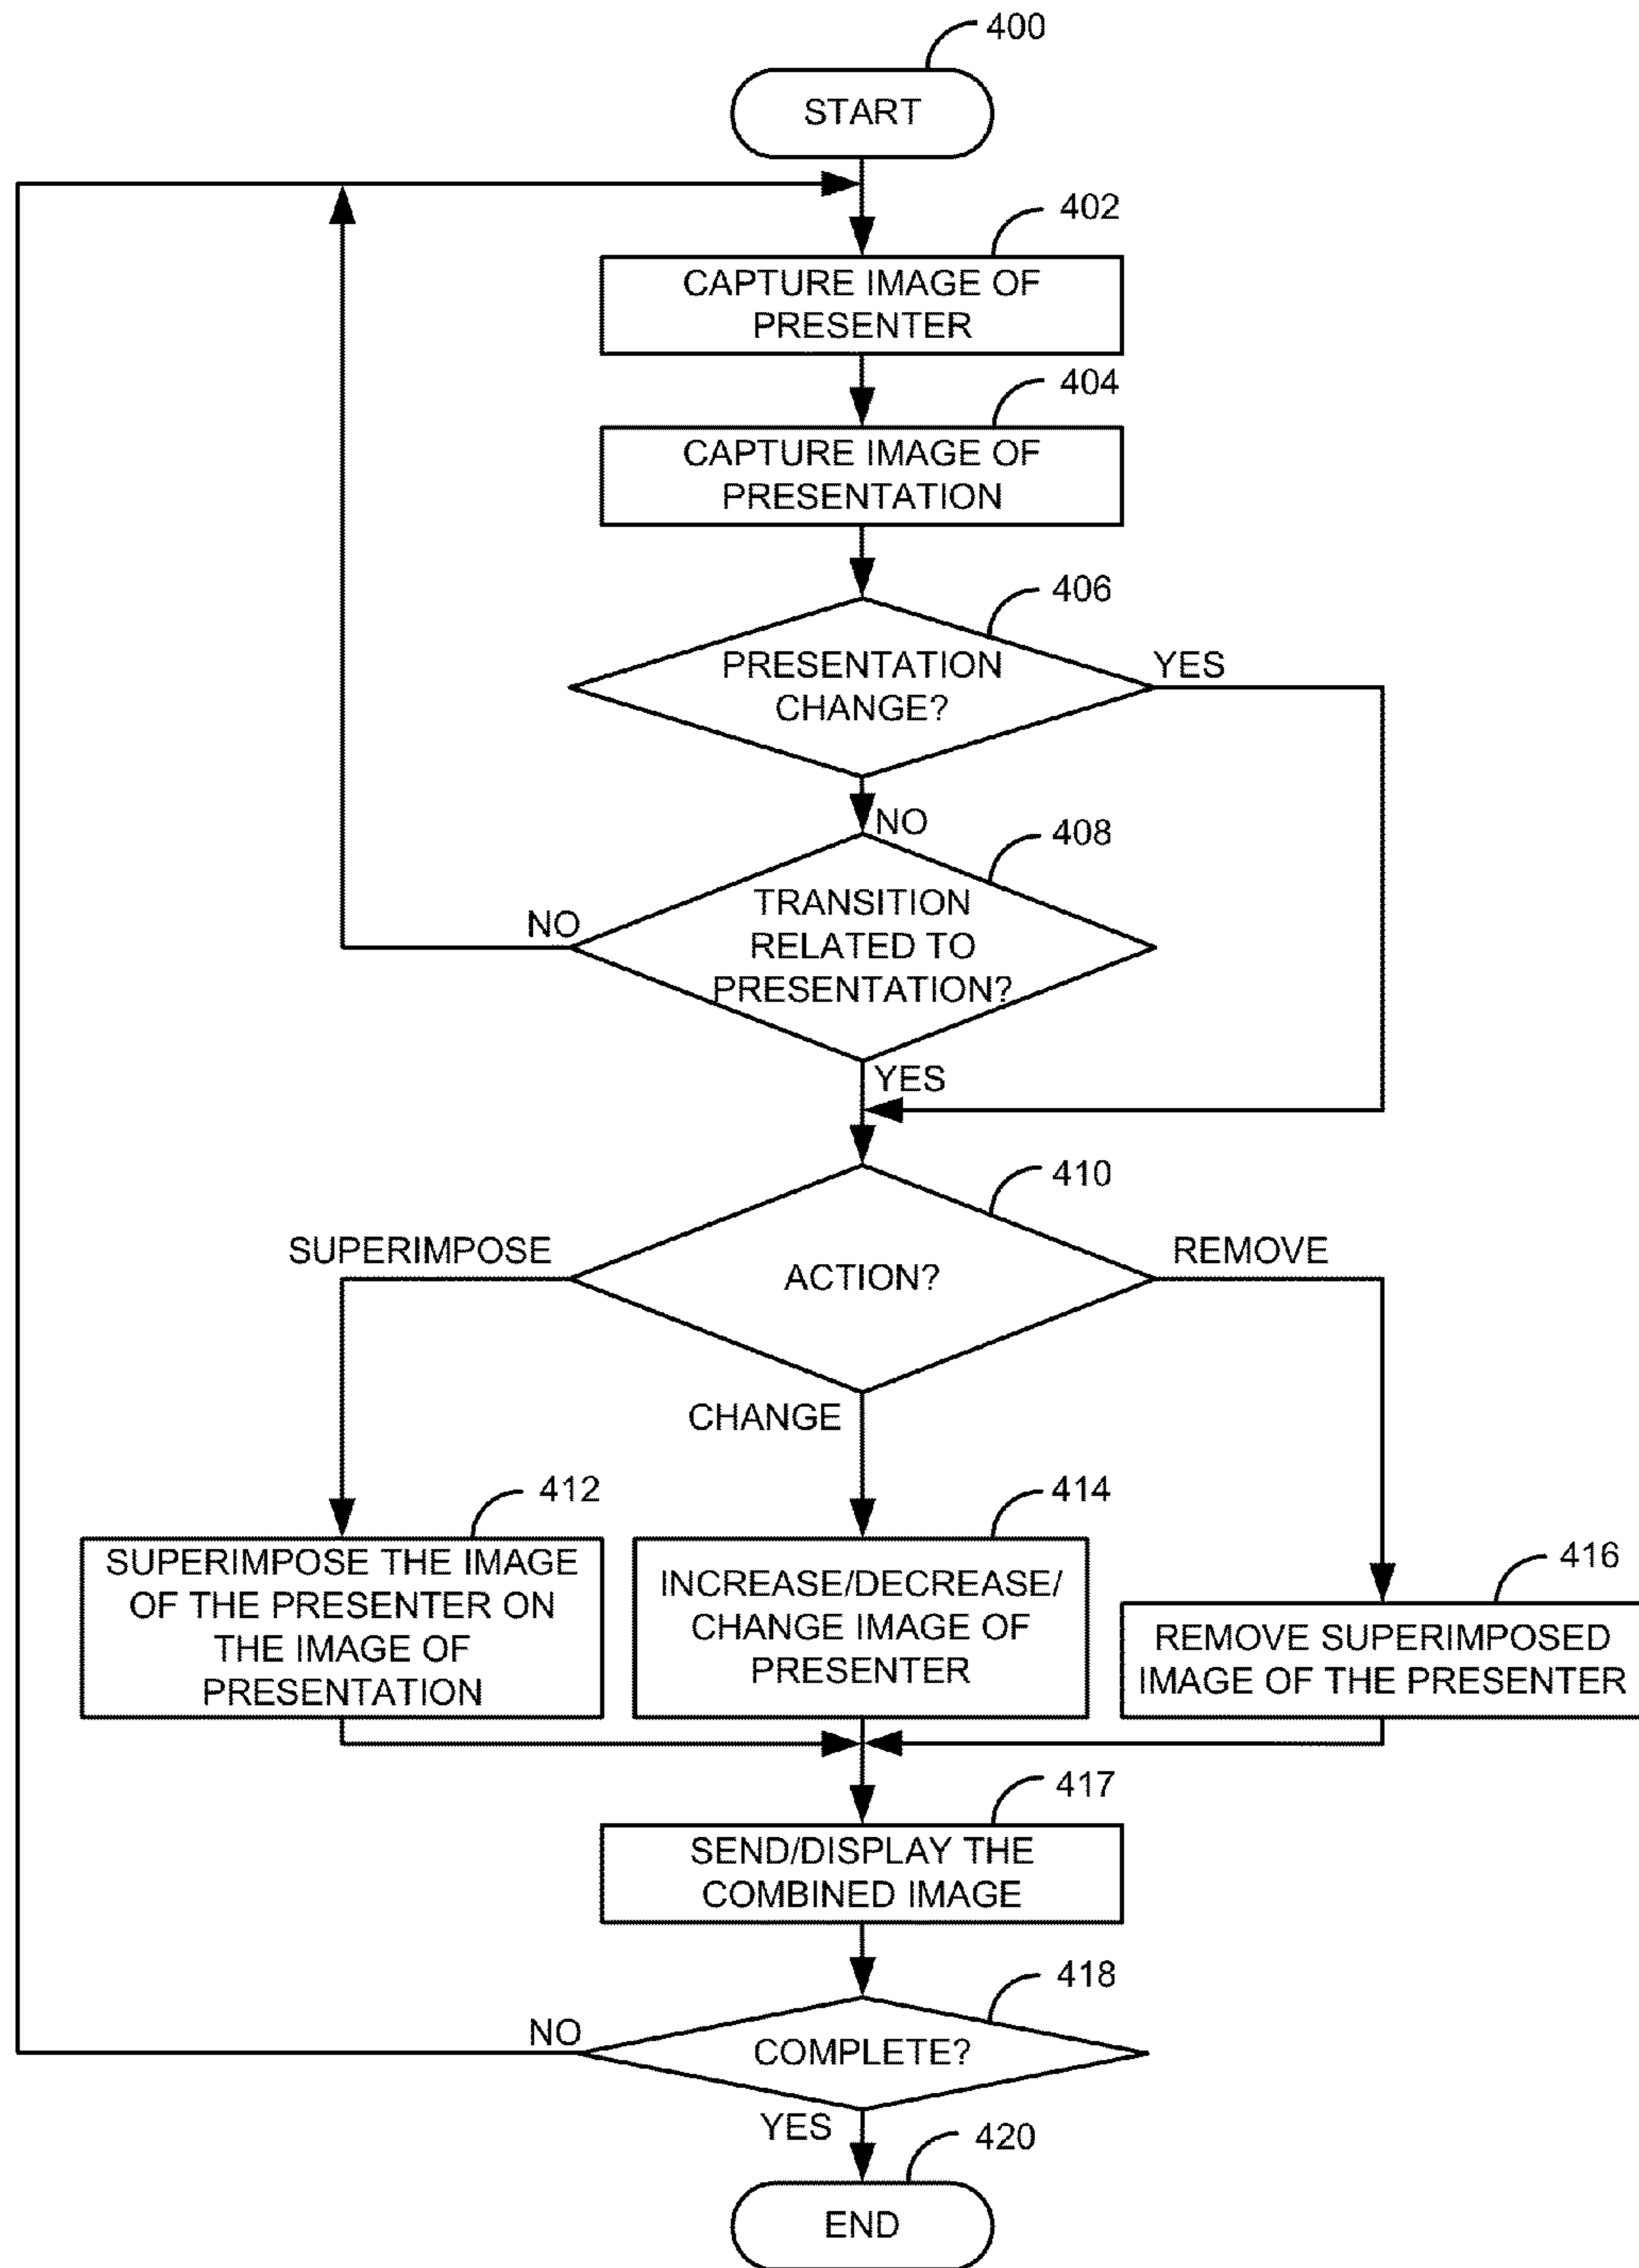 400
START
402
CAPTURE IMAGE OF
PRESENTER
404
CAPTURE IMAGE OF
PRESENTATION
406
PRESENTATION
CHANGE?
YES
NO
408
TRANSITION
RELATED TO
PRESENTATION?
NO
YES
410
ACTION?
SUPERIMPOSE
REMOVE
CHANGE
412
SUPERIMPOSE THE IMAGE
OF THE PRESENTER ON
THE IMAGE OF
PRESENTATION
414
INCREASE/DECREASE/
CHANGE IMAGE OF
PRESENTER
416
REMOVE SUPERIMPOSED
IMAGE OF THE PRESENTER
417
SEND/DISPLAY THE
COMBINED IMAGE
418
COMPLETE?
NO
YES
420
END